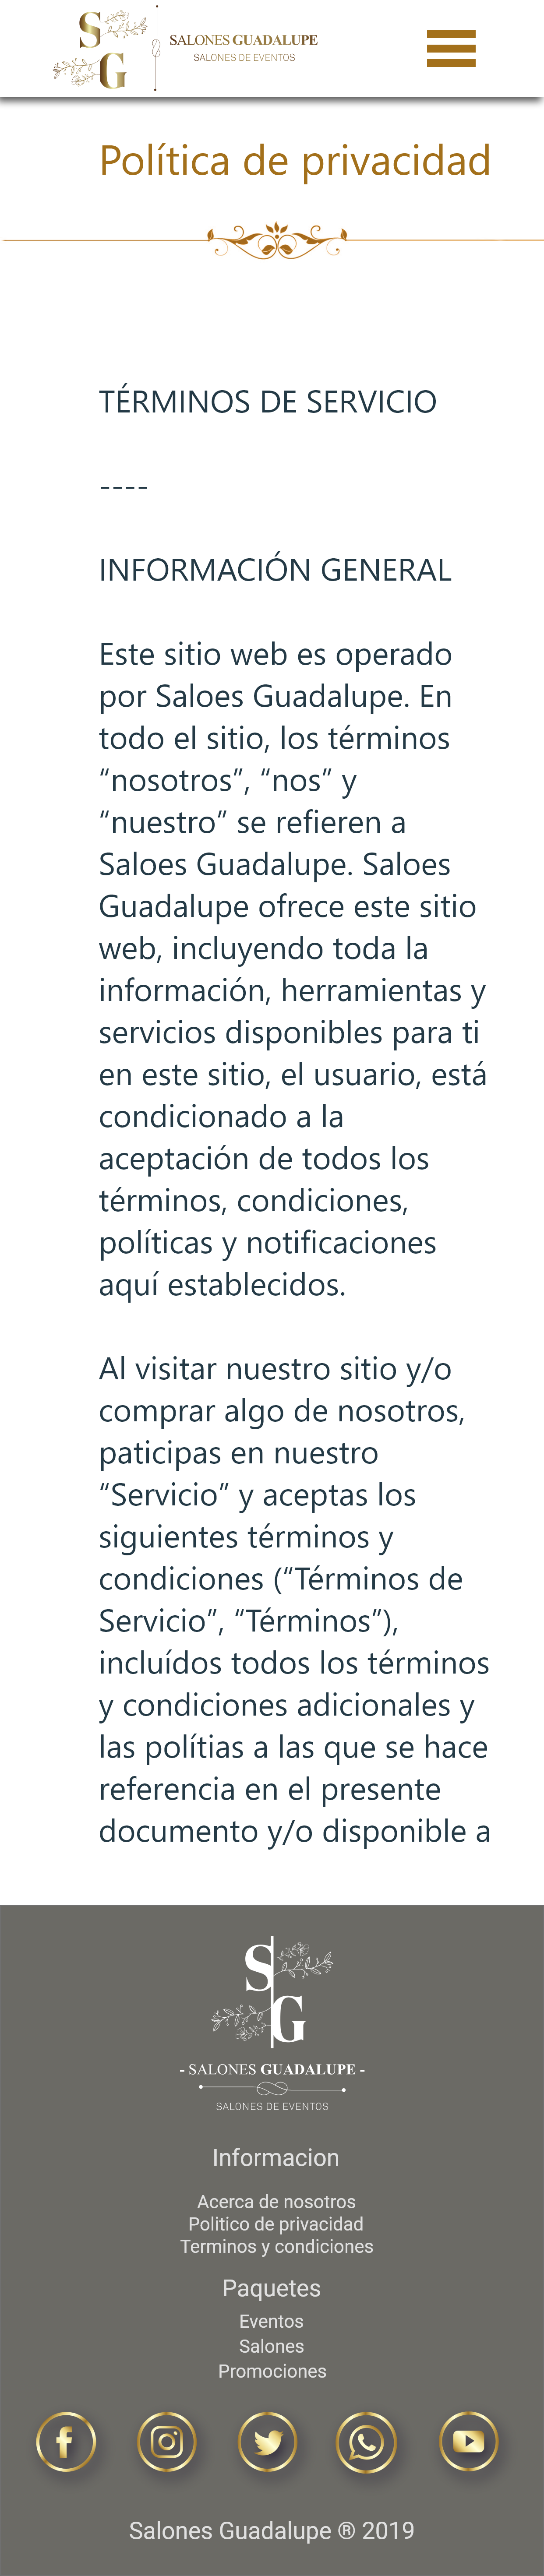 SG
SALONES GUADALUPE
SALONES DE EVENTOS
Política de privacidad
TÉRMINOS DE SERVICIO
----
INFORMACIÓN GENERAL
Este sitio web es operado
por Saloes Guadalupe. En
todo el sitio, los términos
“nosotros”, “nos” y
“nuestro” se refieren a
Saloes Guadalupe. Saloes
Guadalupe ofrece este sitio
web, incluyendo toda la
información, herramientas y
servicios disponibles para ti
en este sitio, el usuario, está
condicionado a la
aceptación de todos los
términos, condiciones,
políticas y notificaciones
aquí establecidos.
Al visitar nuestro sitio y/o
comprar algo de nosotros,
paticipas en nuestro
“Servicio” y aceptas los
siguientes términos y
condiciones (“Términos de
Servicio”, “Términos”),
incluídos todos los términos
y condiciones adicionales y
las polítias a las que se hace
referencia en el presente
documento y/o disponible a
SG
- SALONES GUADALUPE -
SALONES DE EVENTOS
Informacion
Acerca de nosotros
Politico de privacidad
Terminos y condiciones
Paquetes
Eventos
Salones
Promociones
Salones Guadalupe ® 2019